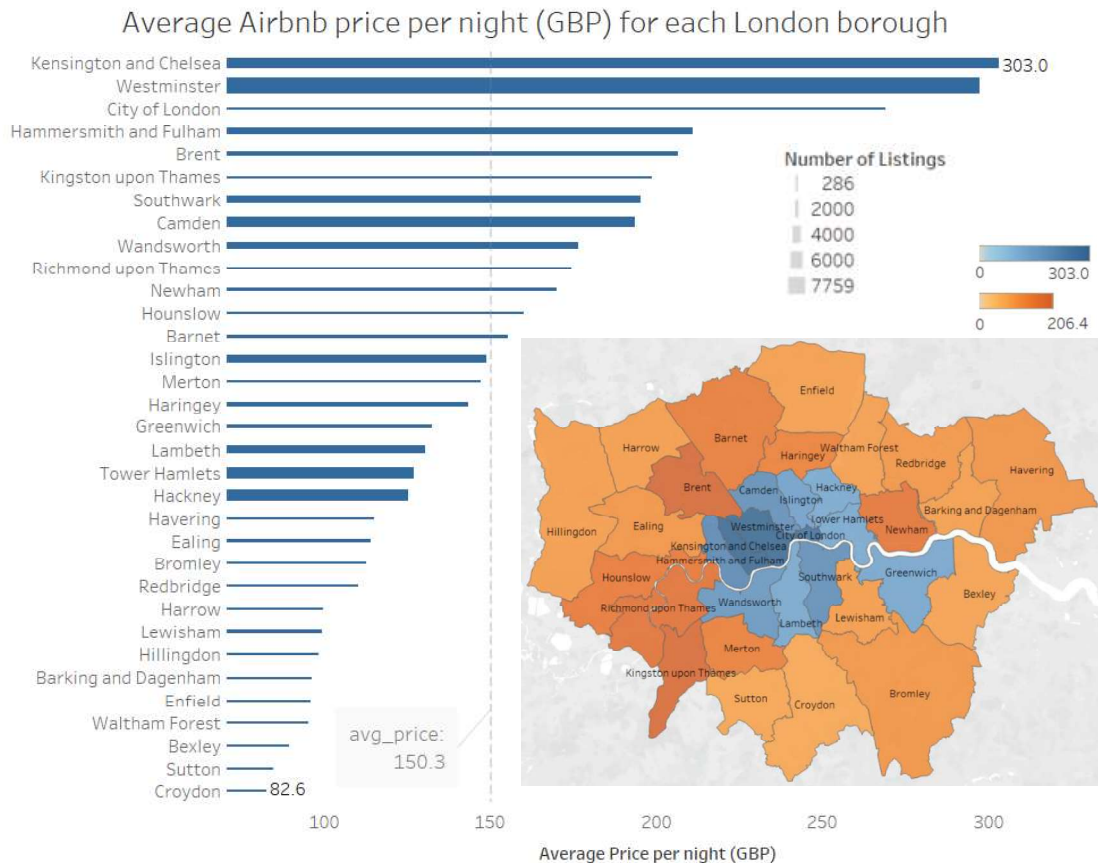 Average Airbnb price per night (GBP) for each London borough
Kensington and Chelsea
303.0
Westminster
City of London
Hammersmith and Fulham
Brent
Kingston upon Thames
Southwark
Camden
Wandsworth
Richmond upon Thames
Newham
Hounslow
Barnet
Islington
Merton
Haringey
Greenwich
Lambeth
Tower Hamlets
Hackney
Havering
Ealing
Bromley
Redbridge
Harrow
Lewisham
Hillingdon
Barking and Dagenham
Enfield
Waltham Forest
Bexley
Sutton
Croydon
82.6
avg_price:
150.3
100 150 200 250 300
Average Price per night (GBP)
Number of Listings
286
2000
4000
6000
7759
0 303.0
0 206.4
Enfield
Barnet
Harrow
Haringey
Waltham Forest
Redbridge
Havering
Brent
Camden
Islington
Hackney
Barking and Dagenham
Hillingdon
Ealing
Westminster
Tower Hamlets
Newham
City of London
Kensington and Chelsea
Hammersmith and Fulham
Hounslow
Southwark
Greenwich
Bexley
Richmond upon Thames
Wandsworth
Lambeth
Lewisham
Merton
Kingston upon Thames
Sutton
Croydon
Bromley